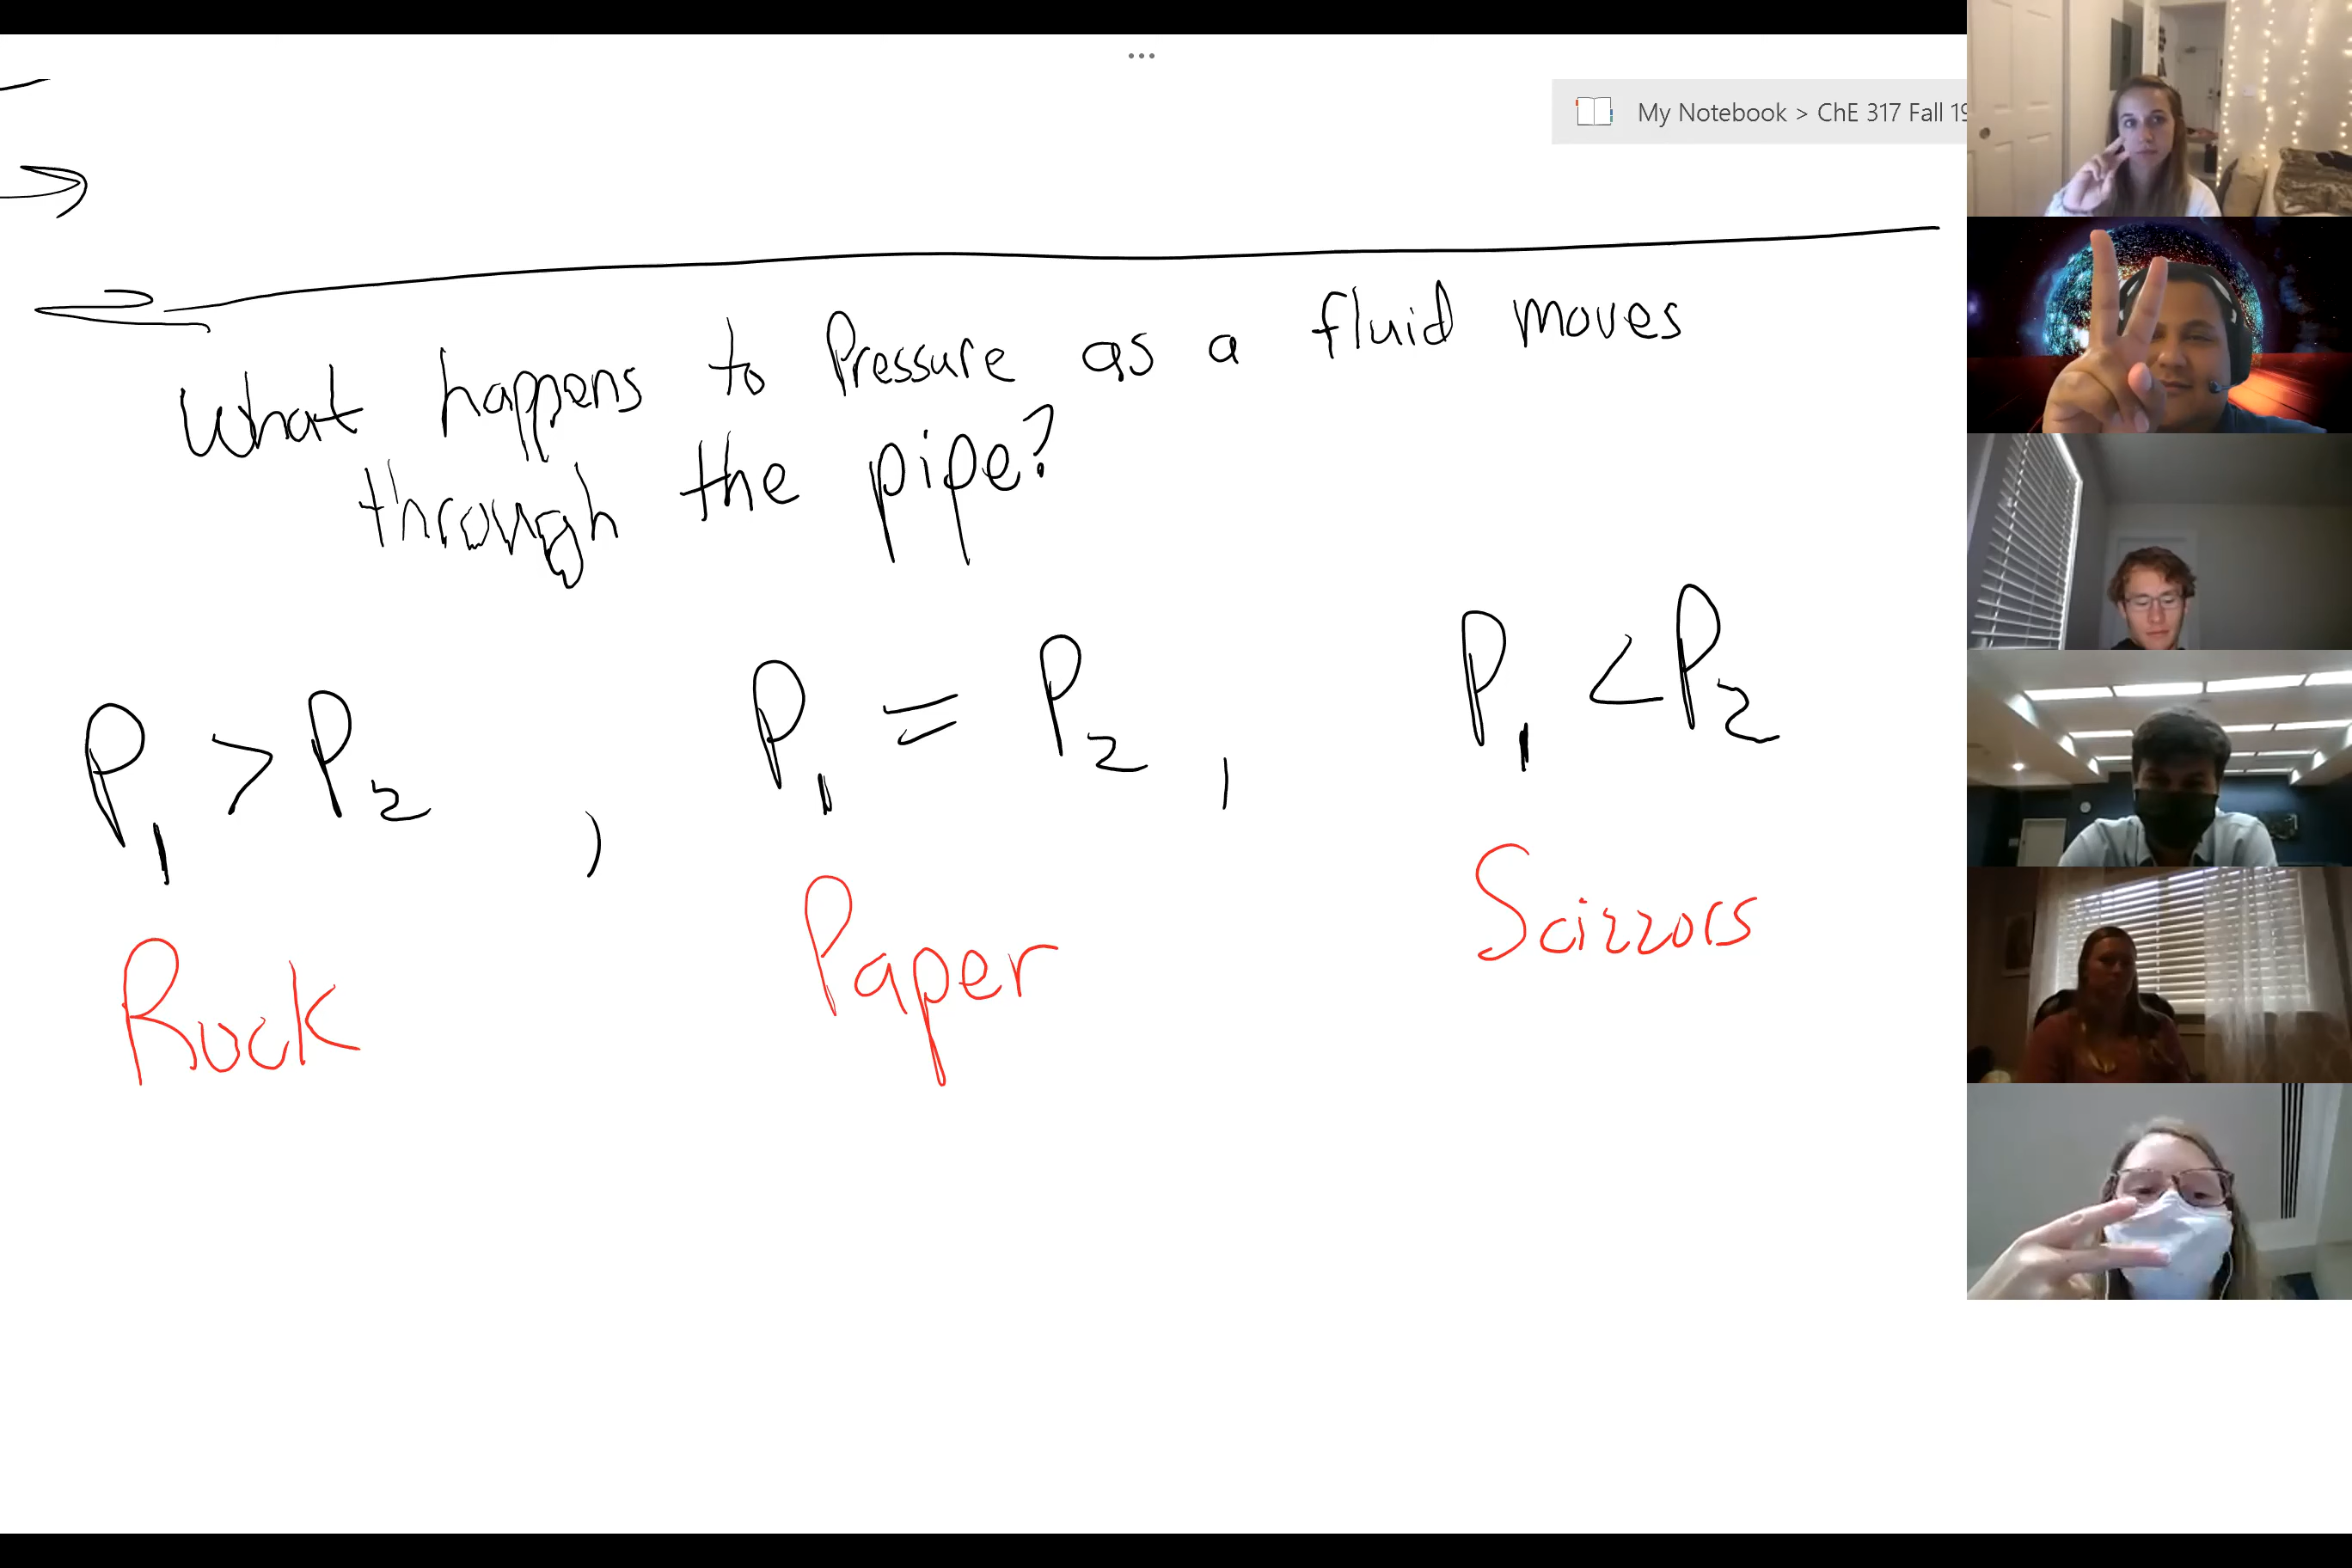 My Notebook > ChE 317 Fall 19
What happens to Pressure as a fluid moves
through the pipe?
P1 > P2 , P1 = P2 , P1 < P2
Rock Paper Scizzors